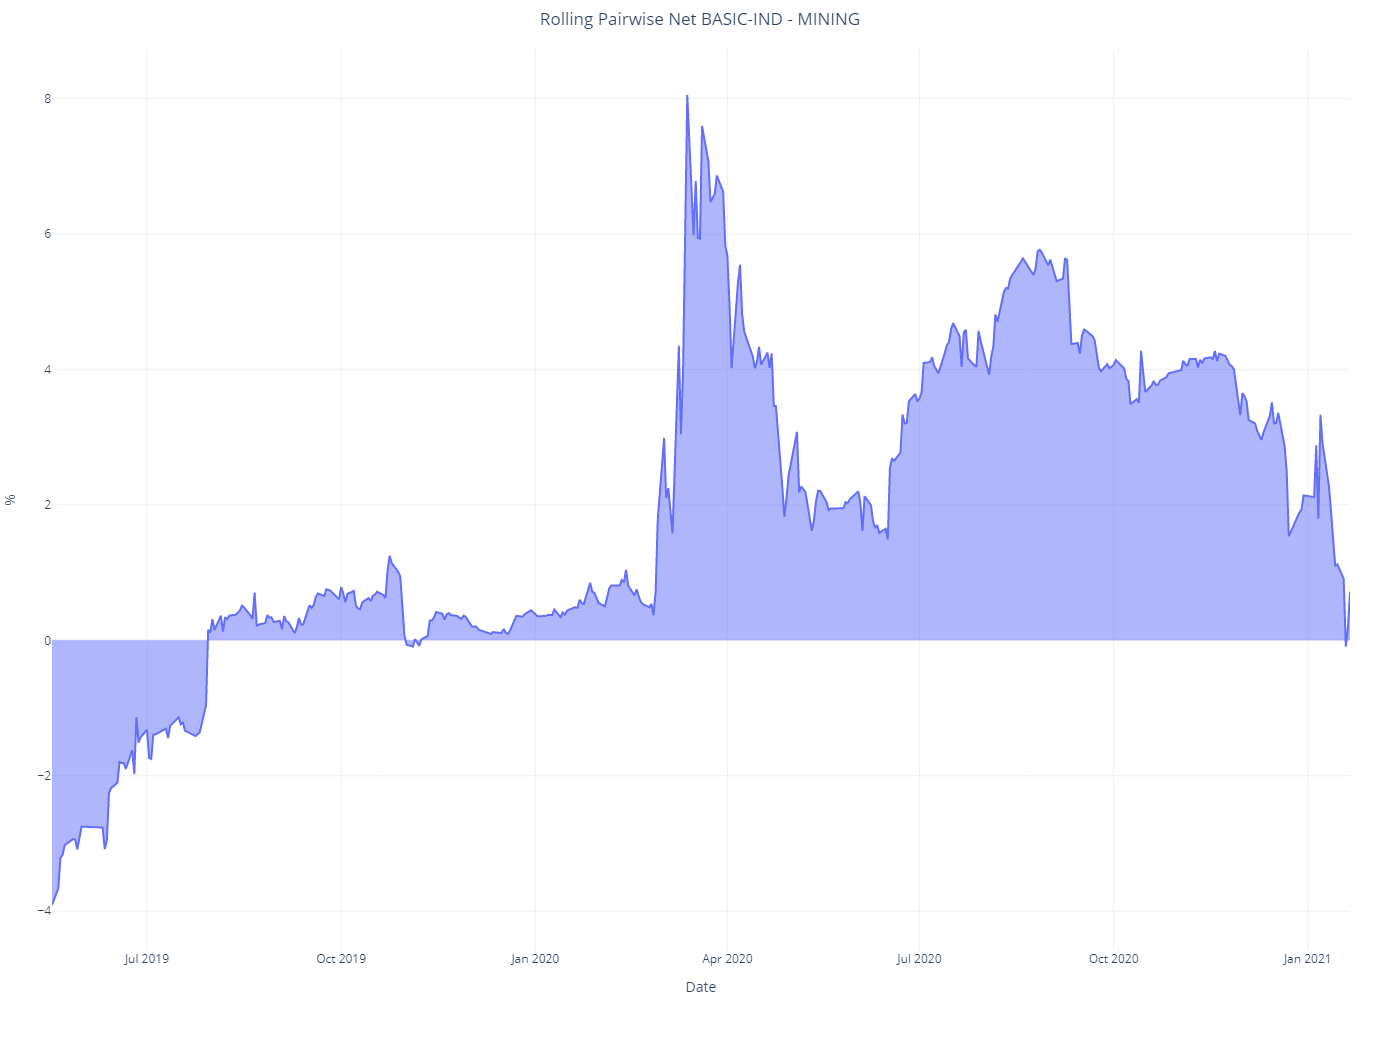 Rolling Pairwise Net BASIC-IND - MINING
8
6
4
2
0
−2
−4
%
Jul 2019
Oct 2019
Jan 2020
Apr 2020
Jul 2020
Oct 2020
Jan 2021
Date